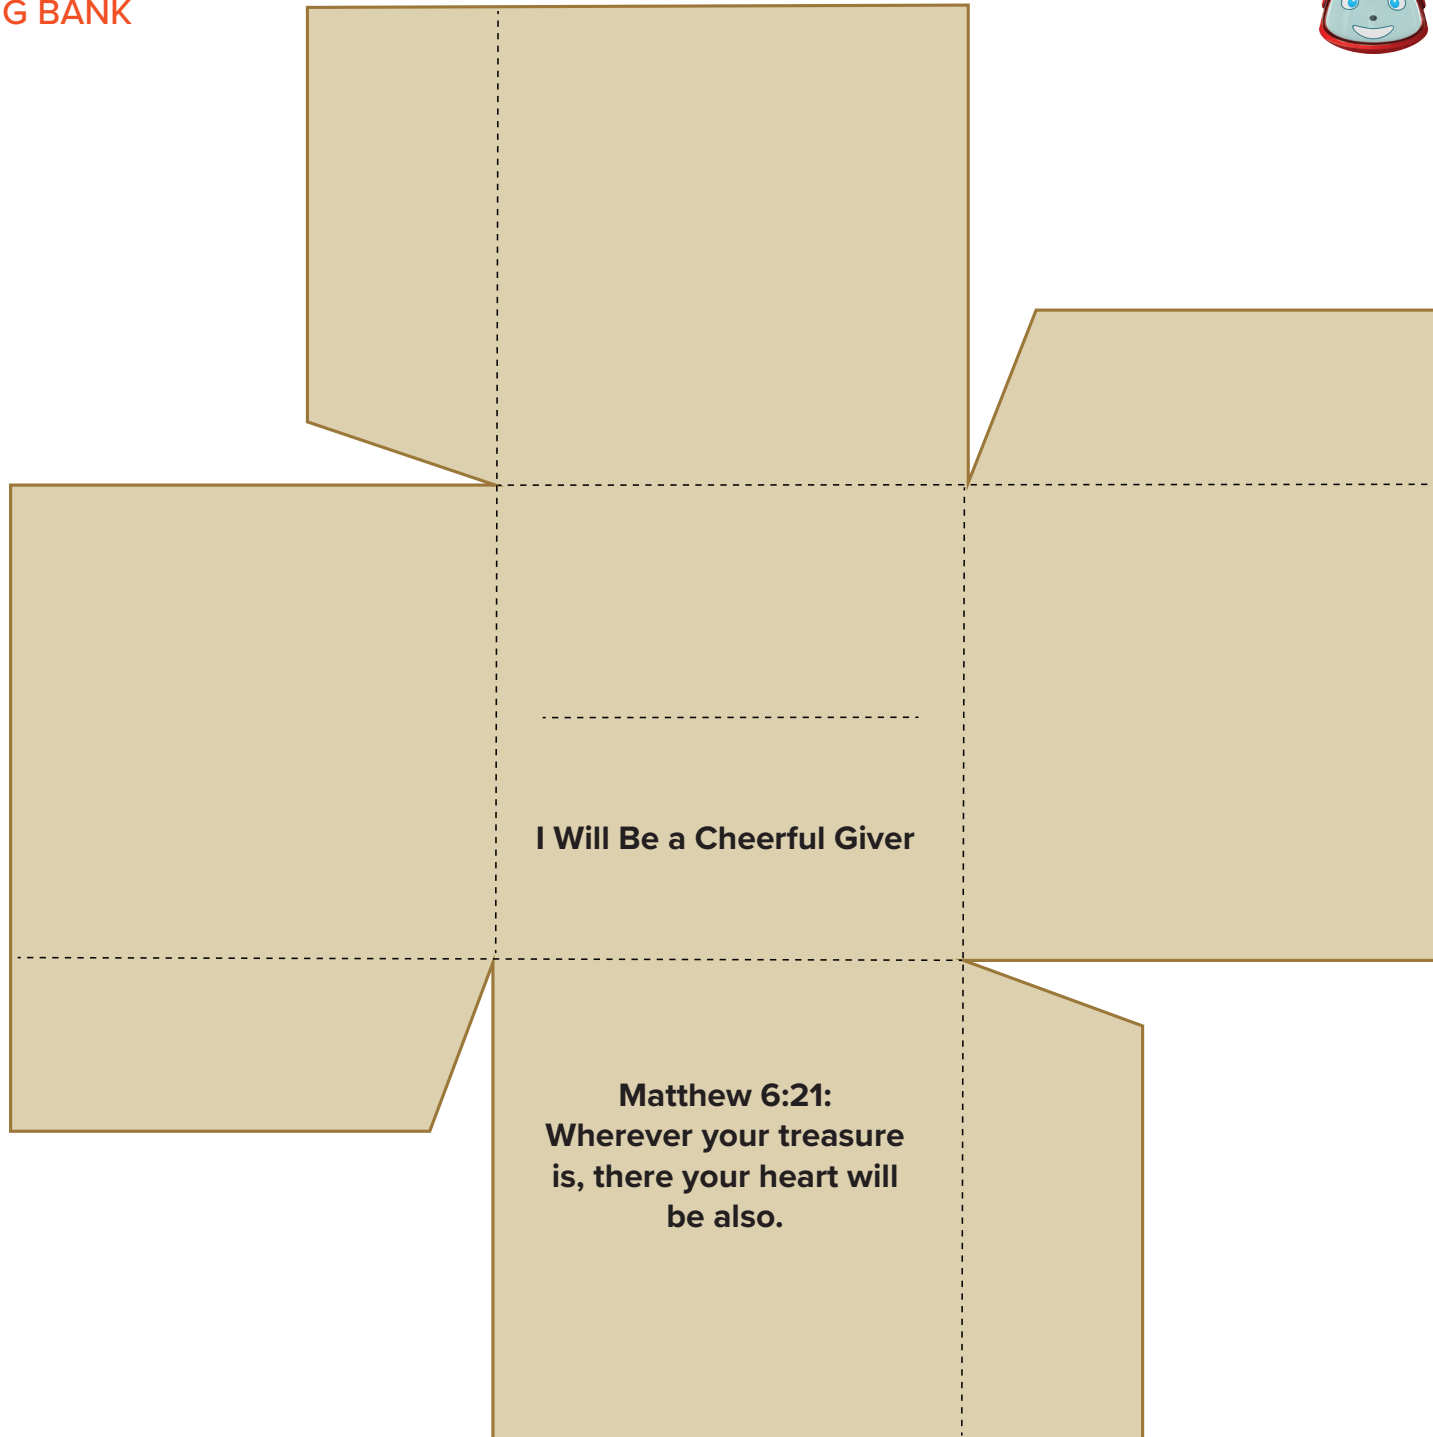 G BANK
I Will Be a Cheerful Giver
Matthew 6:21:
Wherever your treasure
is, there your heart will
be also.